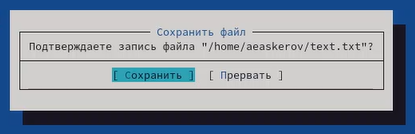 Сохранить файл
Подтверждаете запись файла "/home/aeaskerov/text.txt"?
[ Сохранить ] [ Прервать ]